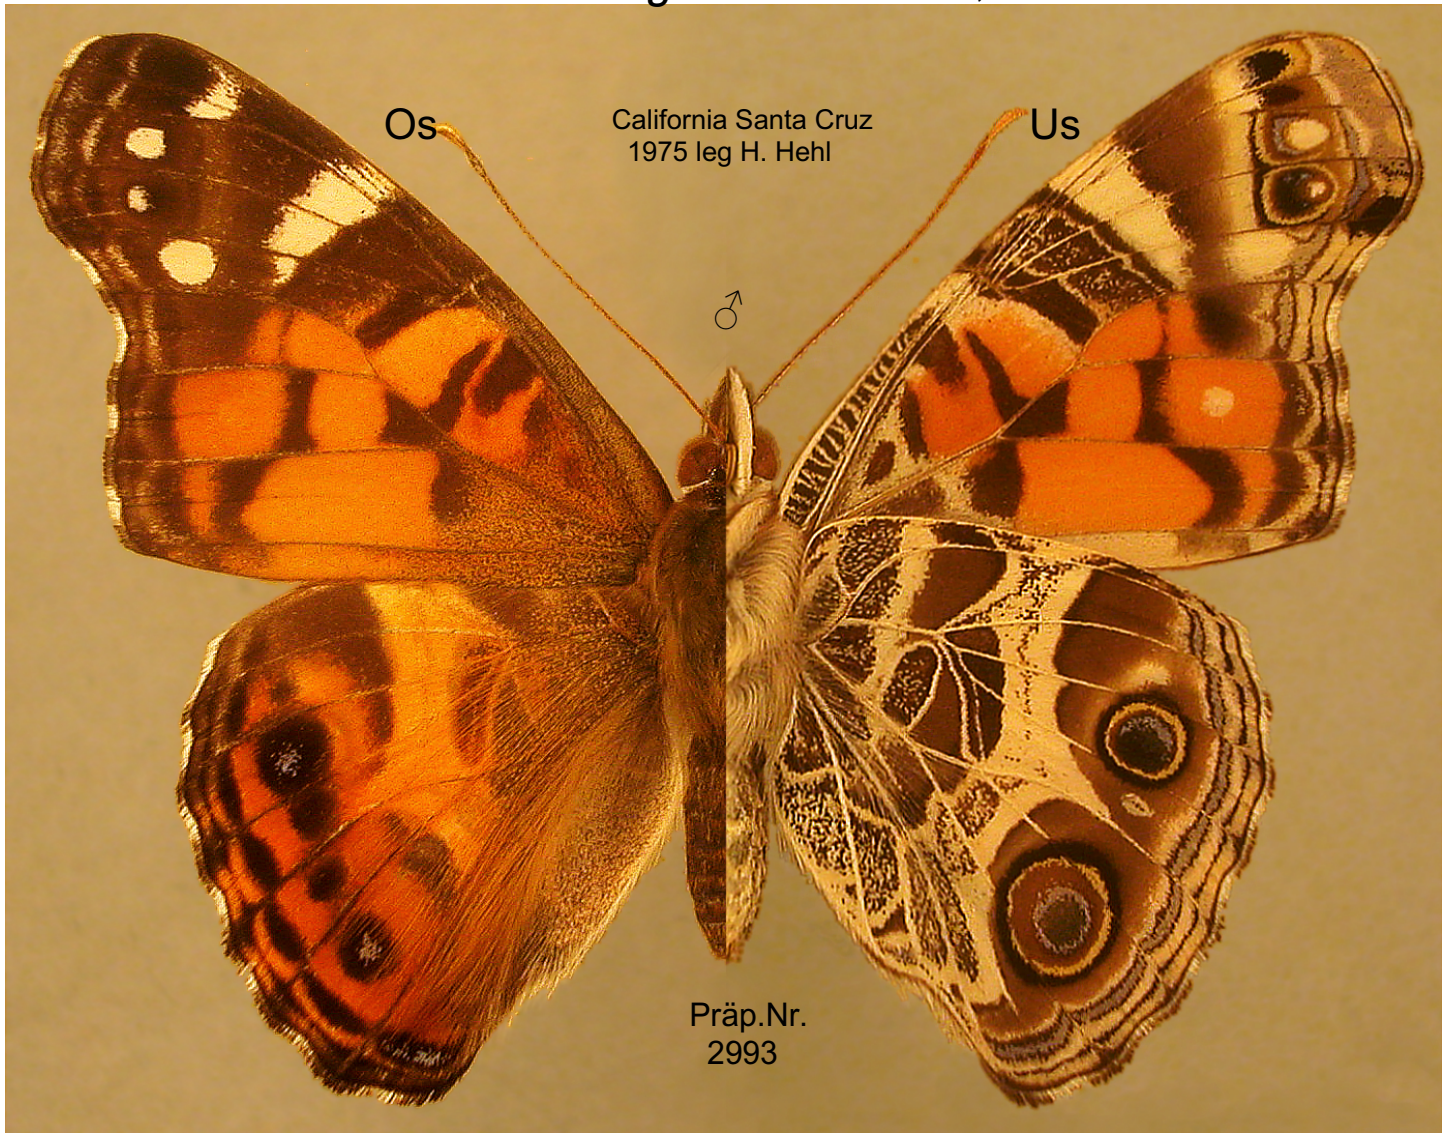 Os
California Santa Cruz
1975 leg H. Hehl
Us
♂
Präp.Nr.
2993